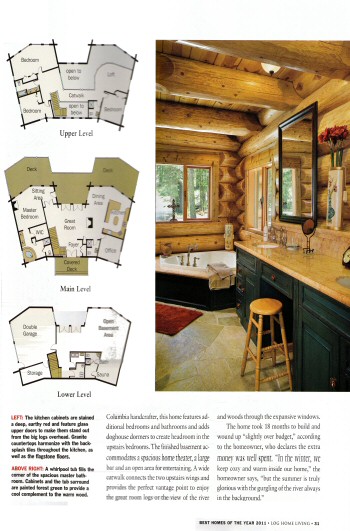 Bedroom
open to
below
Loft
Catwalk
open to
below
Bedroom
Bedroom
Upper Level
Deck
Deck
Sitting
Area
Dining
Area
Master
Bedroom
Great
Room
WIC
Foyer
Office
Covered
Deck
Main Level
Double
Garage
Open
Basement
Area
Storage
Sauna
Lower Level
LEFT: The kitchen cabinets are stained
a deep, earthy red and feature glass
upper doors to make them stand out
from the big logs overhead. Granite
countertops harmonize with the back-
splash tiles throughout the kitchen, as
well as the flagstone floors.
ABOVE RIGHT: A whirlpool tub fills the
corner of the spacious master bath-
room. Cabinets and the tub surround
are painted forest green to provide a
cool complement to the warm wood.
Columbia handcrafter, this home features ad-
ditional bedrooms and bathrooms and adds
doghouse dormers to create headroom in the
upstairs bedrooms. The finished basement ac-
commodates a spacious home theater, a large
bar and an open area for entertaining. A wide
catwalk connects the two upstairs wings and
provides the perfect vantage point to enjoy
the great room logs or the view of the river
and woods through the expansive windows.
The home took 18 months to build and
wound up “slightly over budget,” according
to the homeowner, who declares the extra
money was well spent. “In the winter, we
keep cozy and warm inside our home,” the
homeowner says, “but the summer is truly
glorious with the gurgling of the river always
in the background.”
BEST HOMES OF THE YEAR 2011 • LOG HOME LIVING • 31